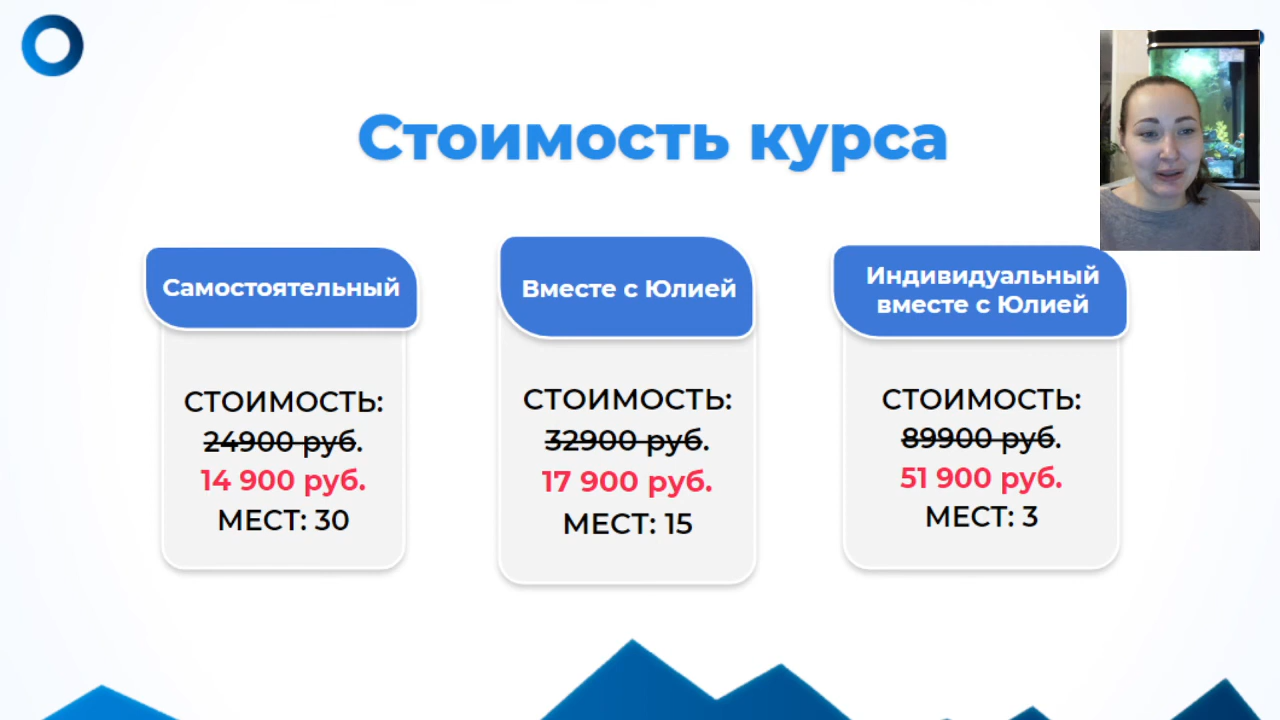 Стоимость курса
Самостоятельный
СТОИМОСТЬ:
24900 руб.
14 900 руб.
МЕСТ: 30
Вместе с Юлией
СТОИМОСТЬ:
32900 руб.
17 900 руб.
МЕСТ: 15
Индивидуальный
вместе с Юлией
СТОИМОСТЬ:
89900 руб.
51 900 руб.
МЕСТ: 3